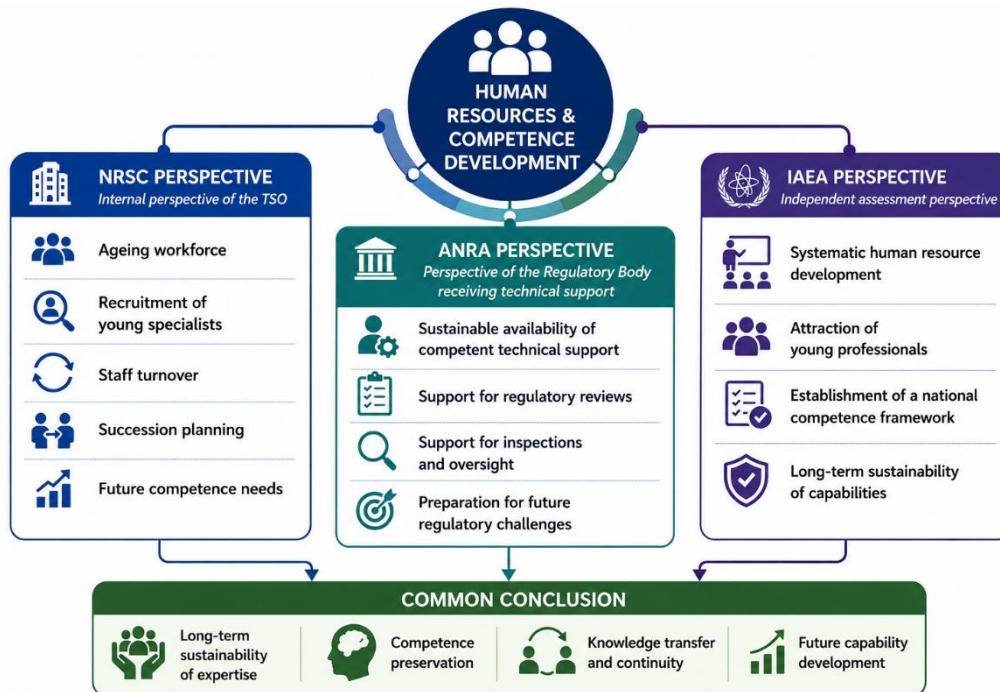 HUMAN
RESOURCES &
COMPETENCE
DEVELOPMENT
NRSC PERSPECTIVE
Internal perspective of the TSO
Ageing workforce
Recruitment of
young specialists
Staff turnover
Succession planning
Future competence needs
ANRA PERSPECTIVE
Perspective of the Regulatory Body
receiving technical support
Sustainable availability of
competent technical support
Support for regulatory reviews
Support for inspections
and oversight
Preparation for future
regulatory challenges
IAEA PERSPECTIVE
Independent assessment perspective
Systematic human resource
development
Attraction of
young professionals
Establishment of a national
competence framework
Long-term sustainability
of capabilities
COMMON CONCLUSION
Long-term
sustainability
of expertise
Competence
preservation
Knowledge transfer
and continuity
Future capability
development